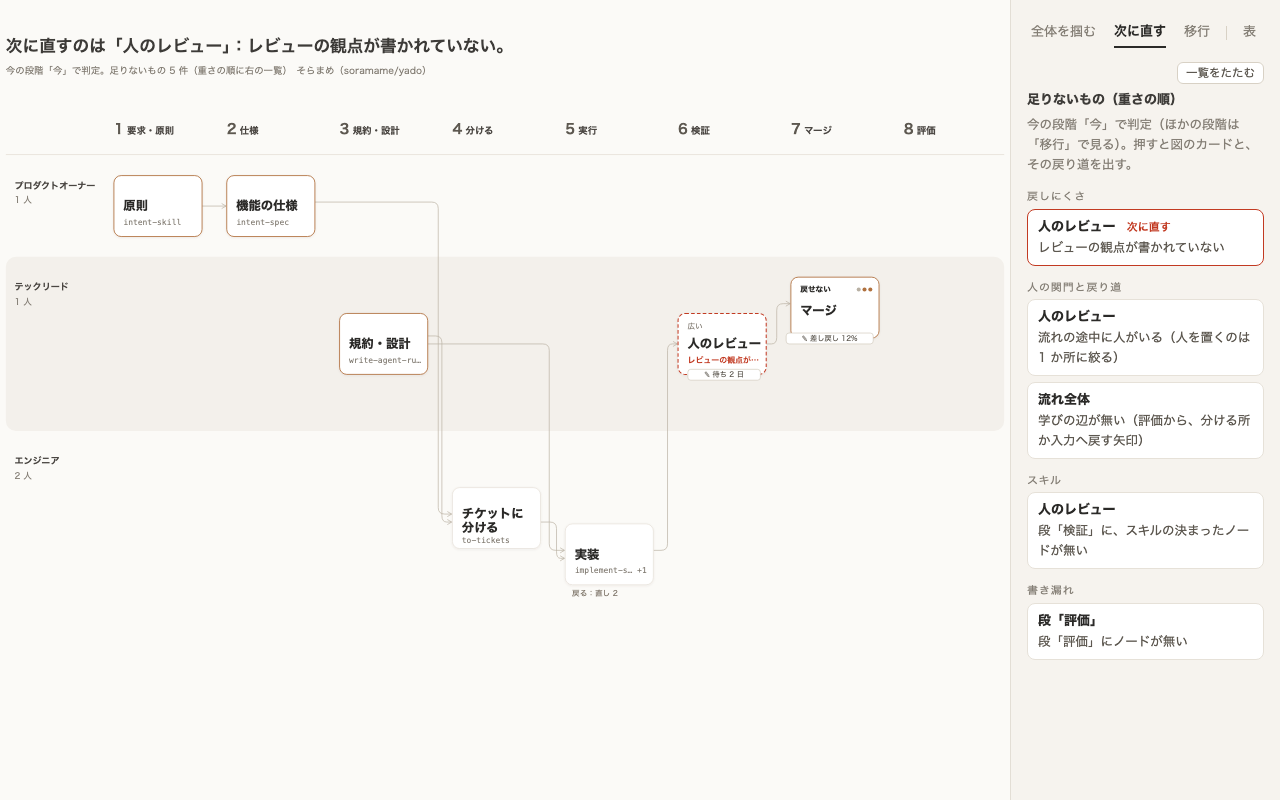 次に直すのは「人のレビュー」：レビューの観点が書かれていない。
今の段階「今」で判定。足りないもの 5 件（重さの順に右の一覧） そらまめ（soramame/yado）
1 要求・原則
2 仕様
3 規約・設計
4 分ける
5 実行
6 検証
7 マージ
8 評価
プロダクトオーナー
1 人
原則
intent-skill
機能の仕様
intent-spec
テックリード
1 人
規約・設計
write-agent-ru…
広い
人のレビュー
レビューの観点が…
✎ 待ち 2 日
戻せない
マージ
✎ 差し戻し 12%
エンジニア
2 人
チケットに
分ける
to-tickets
実装
implement-s… +1
戻る：直し 2
全体を掴む
次に直す
移行
表
一覧をたたむ
足りないもの（重さの順）
今の段階「今」で判定（ほかの段階は
「移行」で見る）。押すと図のカードと、
その戻り道を出す。
戻しにくさ
人のレビュー 次に直す
レビューの観点が書かれていない
人の関門と戻り道
人のレビュー
流れの途中に人がいる（人を置くのは
1 か所に絞る）
流れ全体
学びの辺が無い（評価から、分ける所
か入力へ戻す矢印）
スキル
人のレビュー
段「検証」に、スキルの決まったノー
ドが無い
書き漏れ
段「評価」
段「評価」にノードが無い